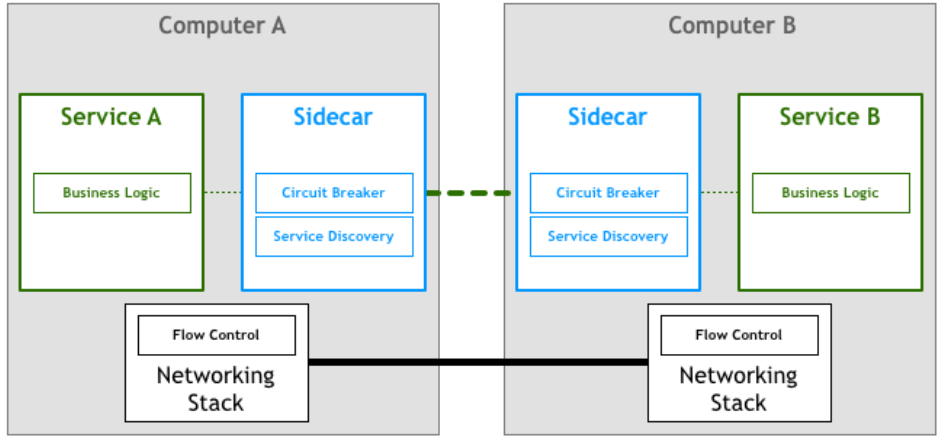 Computer A
Computer B
Service A
Sidecar
Sidecar
Service B
Business Logic
Circuit Breaker
Circuit Breaker
Business Logic
Service Discovery
Service Discovery
Flow Control
Flow Control
Networking
Stack
Networking
Stack